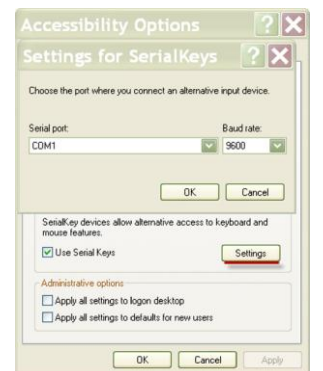 Accessibility Options
Settings for SerialKeys
Choose the port where you connect an alternative input device.
Serial port:
Baud rate:
COM1
9600
OK
Cancel
SerialKey devices allow alternative access to keyboard and
mouse features.
Use Serial Keys
Settings
Administrative options
Apply all settings to logon desktop
Apply all settings to defaults for new users
OK
Cancel
Apply